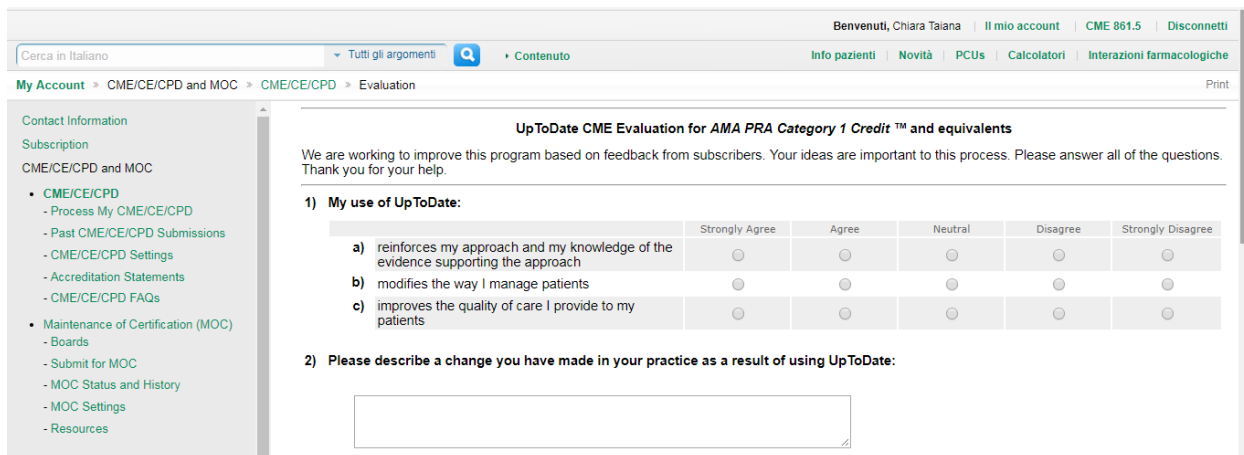 Benvenuti, Chiara Taiana | Il mio account | CME 861.5 | Disconnetti
Cerca in Italiano Tutti gli argomenti Contenuto Info pazienti | Novità | PCUs | Calcolatori | Interazioni farmacologiche
My Account » CME/CE/CPD and MOC » CME/CE/CPD » Evaluation Print
Contact Information
Subscription
CME/CE/CPD and MOC
• CME/CE/CPD
- Process My CME/CE/CPD
- Past CME/CE/CPD Submissions
- CME/CE/CPD Settings
- Accreditation Statements
- CME/CE/CPD FAQs
• Maintenance of Certification (MOC)
- Boards
- Submit for MOC
- MOC Status and History
- MOC Settings
- Resources
UpToDate CME Evaluation for AMA PRA Category 1 Credit ™ and equivalents
We are working to improve this program based on feedback from subscribers. Your ideas are important to this process. Please answer all of the questions.
Thank you for your help.
1) My use of UpToDate:
Strongly Agree Agree Neutral Disagree Strongly Disagree
a) reinforces my approach and my knowledge of the
evidence supporting the approach
b) modifies the way I manage patients
c) improves the quality of care I provide to my
patients
2) Please describe a change you have made in your practice as a result of using UpToDate: